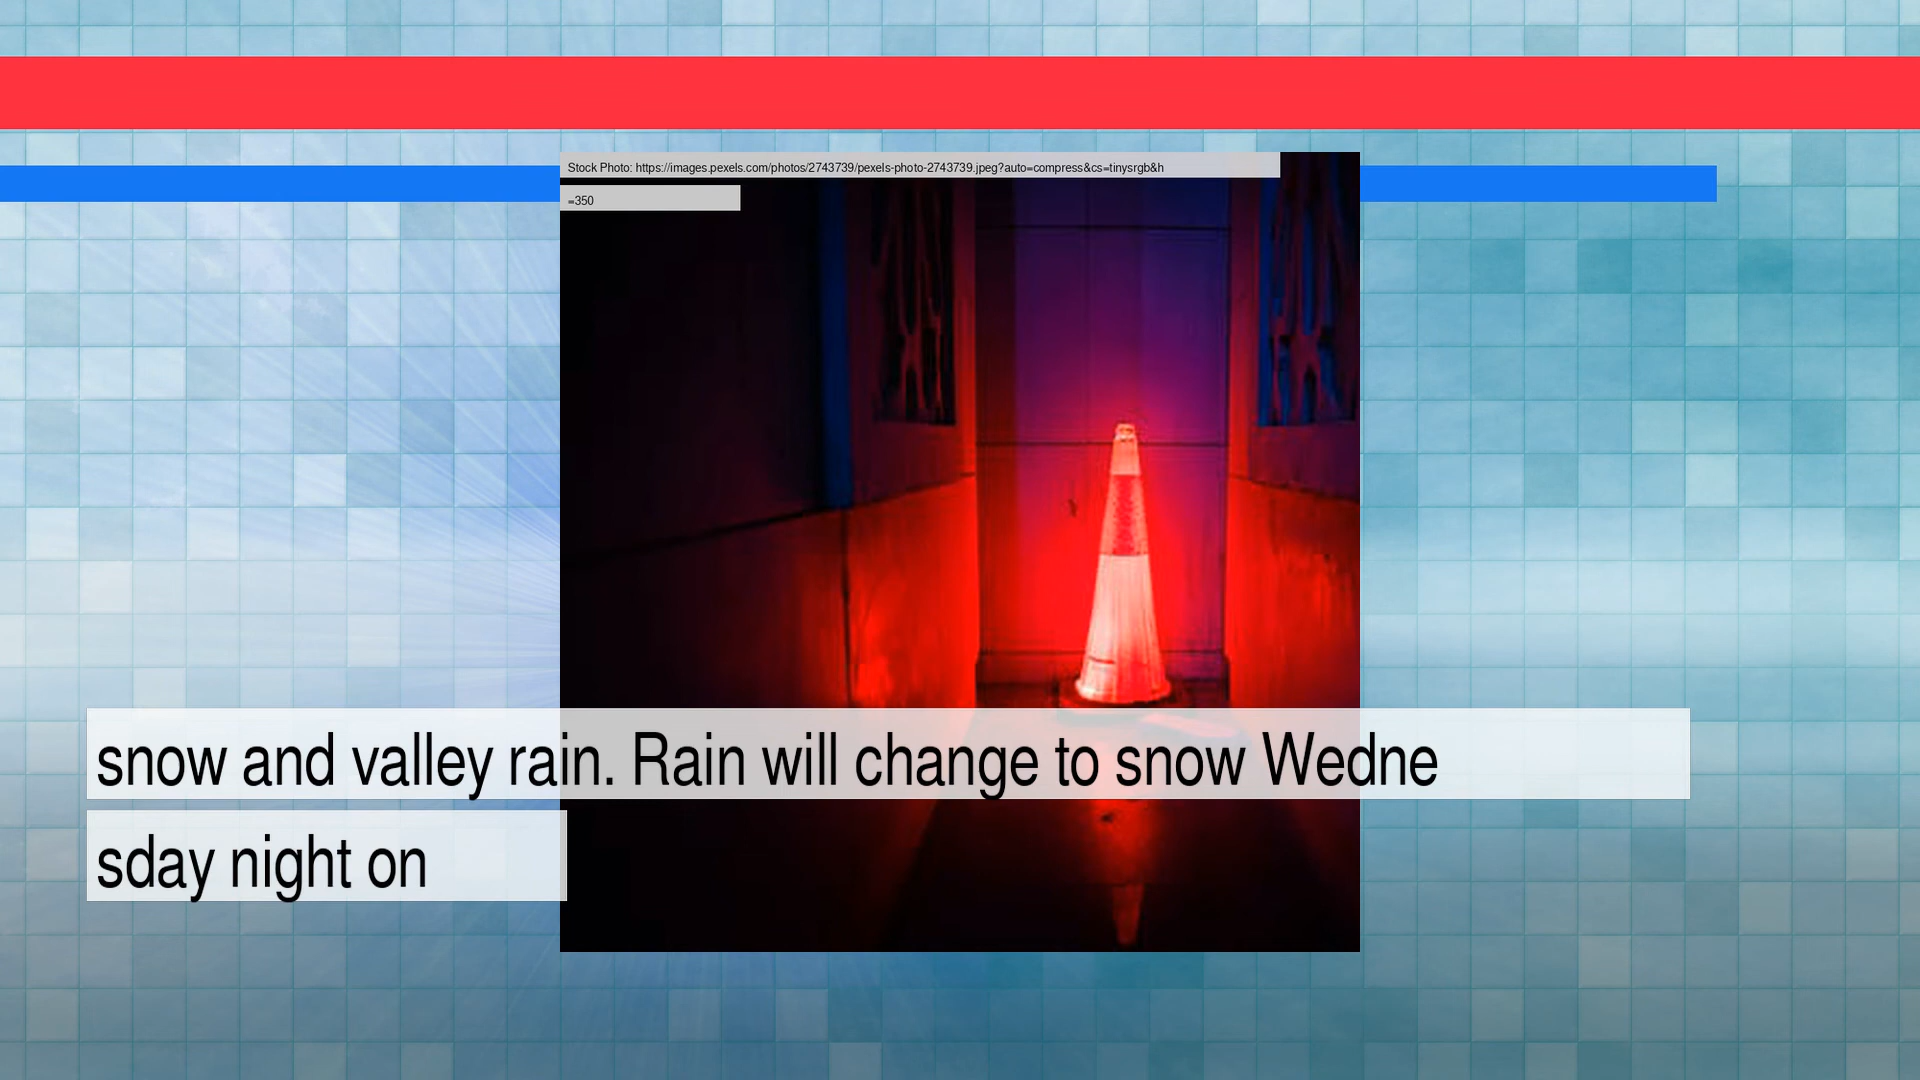 Stock Photo: https://images.pexels.com/photos/2743739/pexels-photo-2743739.jpeg?auto=compress&cs=tinysrgb&h
=350
snow and valley rain. Rain will change to snow Wedne
sday night on